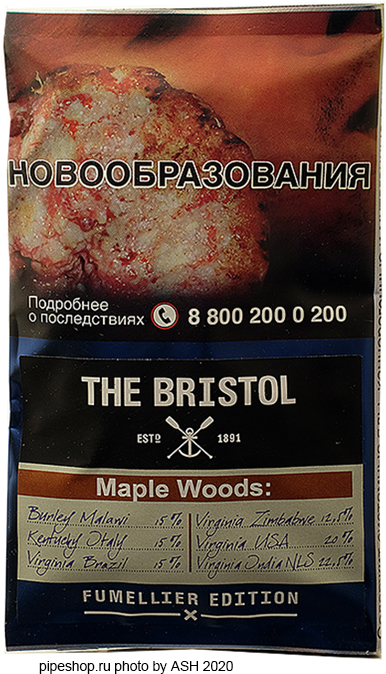 НОВООБРАЗОВАНИЯ
Подробнее
о последствиях 8 800 200 0 200
THE BRISTOL
ESTD 1891
Maple Woods:
Burley Malawi 15% Virginia Zimbabwe 12,5%
Kentucky Italy 15% Virginia USA 20%
Virginia Brazil 15% Virginia India NLS 22,5%
FUMELLIER EDITION
pipeshop.ru photo by ASH 2020